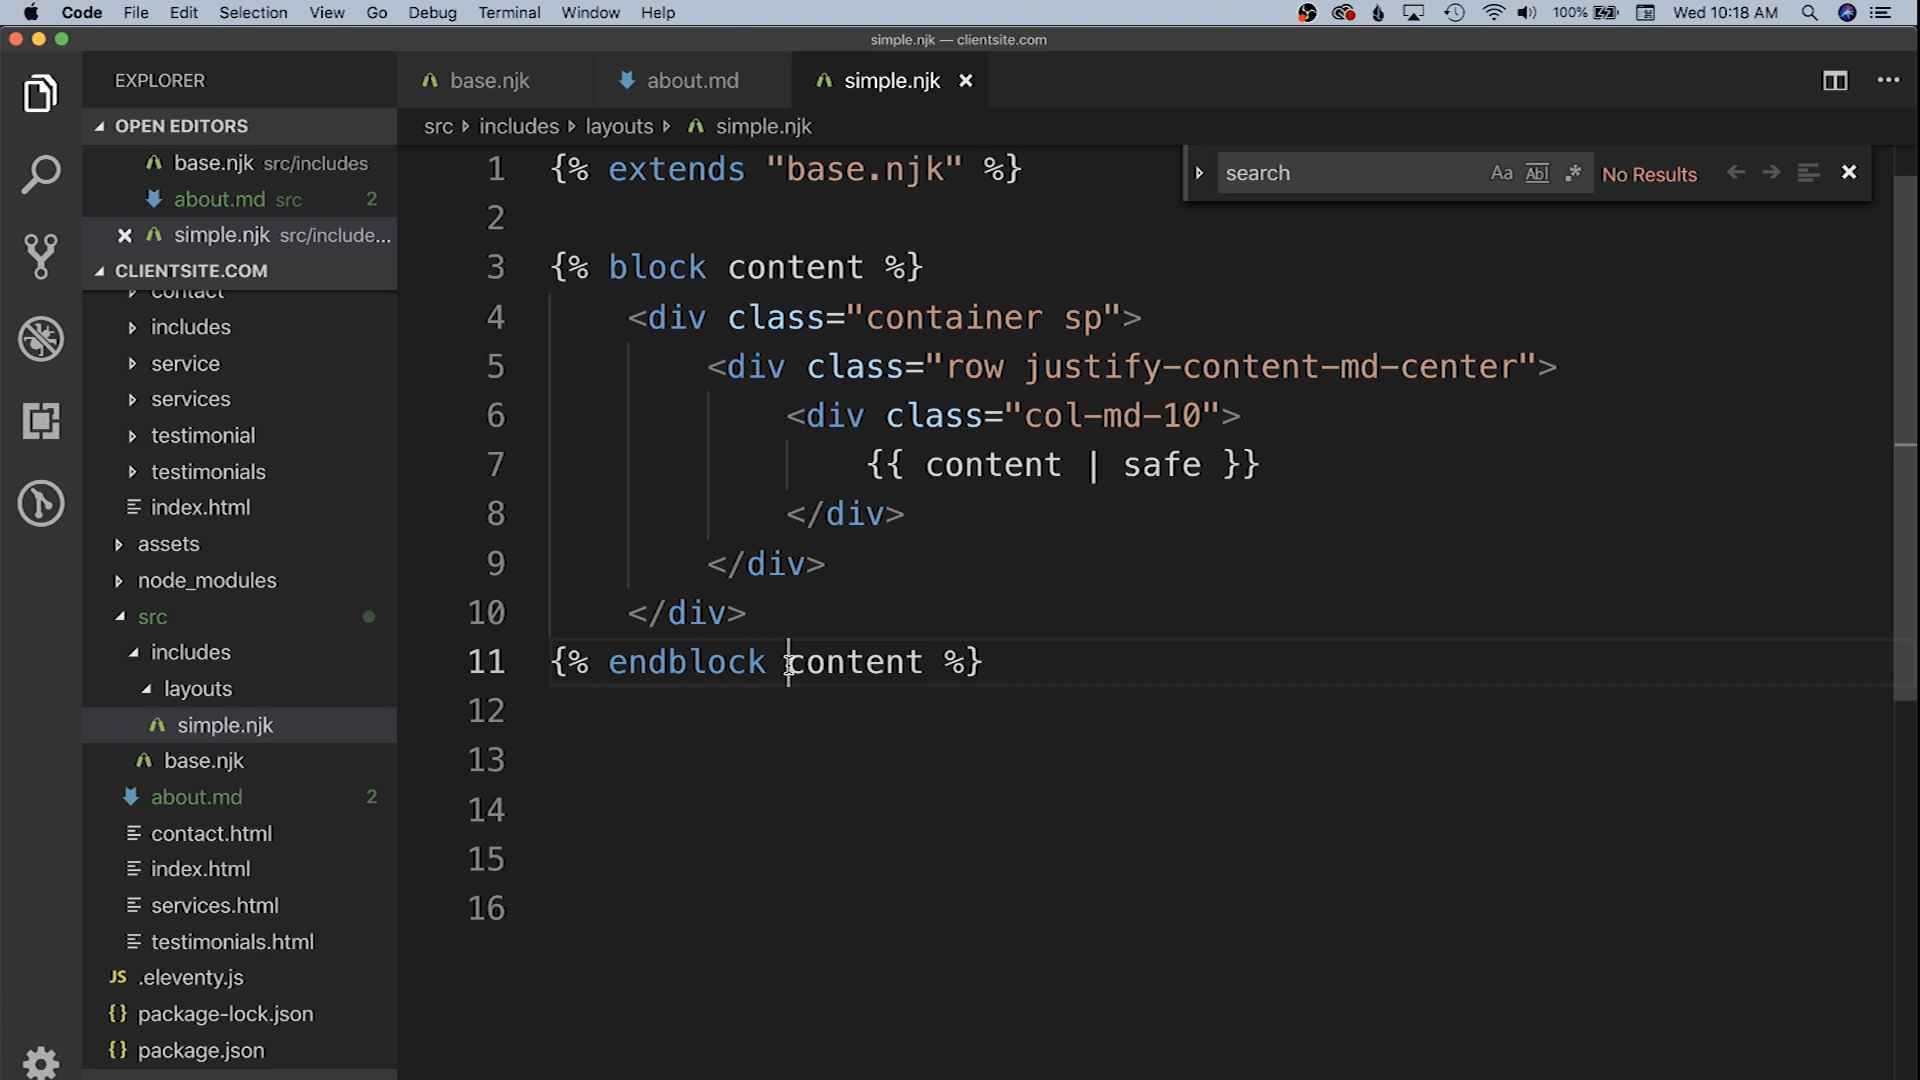 Code File Edit Selection View Go Debug Terminal Window Help 100% Wed 10:18 AM
simple.njk — clientsite.com
EXPLORER
OPEN EDITORS
base.njk src/includes
about.md src 2
simple.njk src/include...
CLIENTSITE.COM
contact
includes
service
services
testimonial
testimonials
index.html
assets
node_modules
src
includes
layouts
simple.njk
base.njk
about.md 2
contact.html
index.html
services.html
testimonials.html
JS .eleventy.js
{} package-lock.json
{} package.json
base.njk about.md simple.njk
src includes layouts simple.njk
search Aa Abl .* No Results
1 {% extends "base.njk" %}
2
3 {% block content %}
4 <div class="container sp">
5 <div class="row justify-content-md-center">
6 <div class="col-md-10">
7 {{ content | safe }}
8 </div>
9 </div>
10 </div>
11 {% endblock content %}
12
13
14
15
16